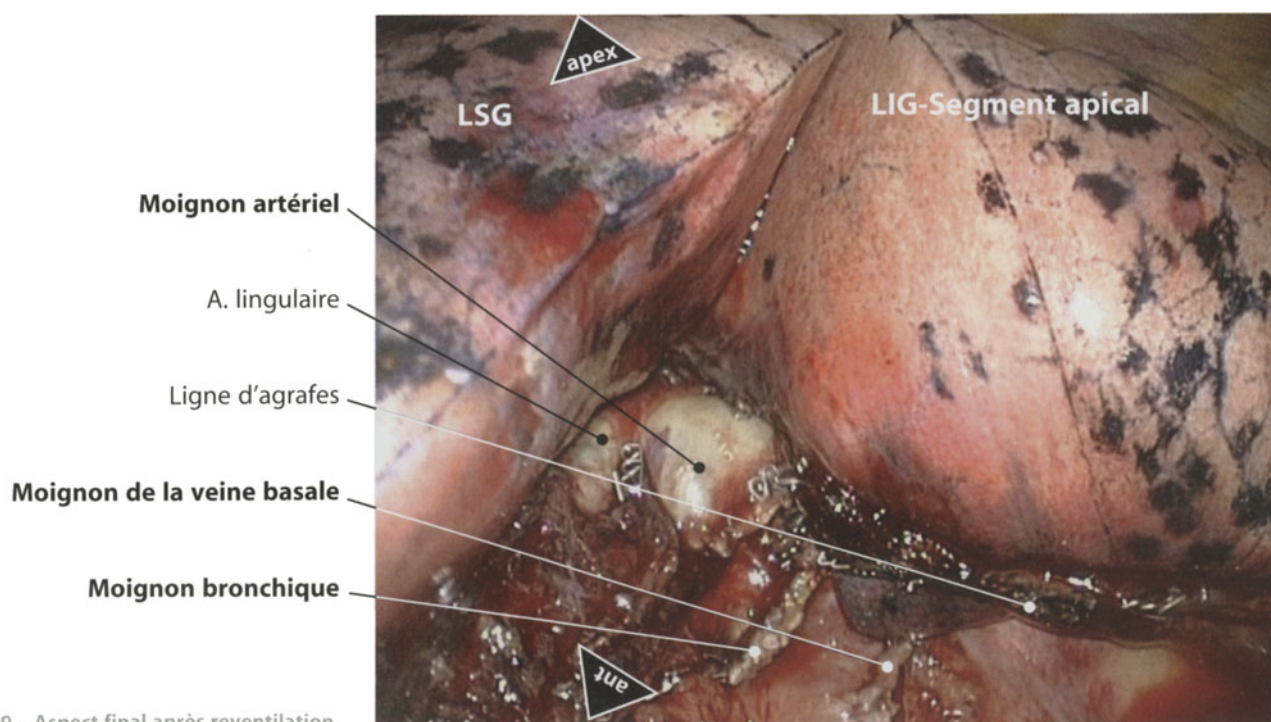 apex
LSG
LIG-Segment apical
Moignon artériel
A. lingulaire
Ligne d'agrafes
Moignon de la veine basale
Moignon bronchique
ant
9 Aspect final après reventilation